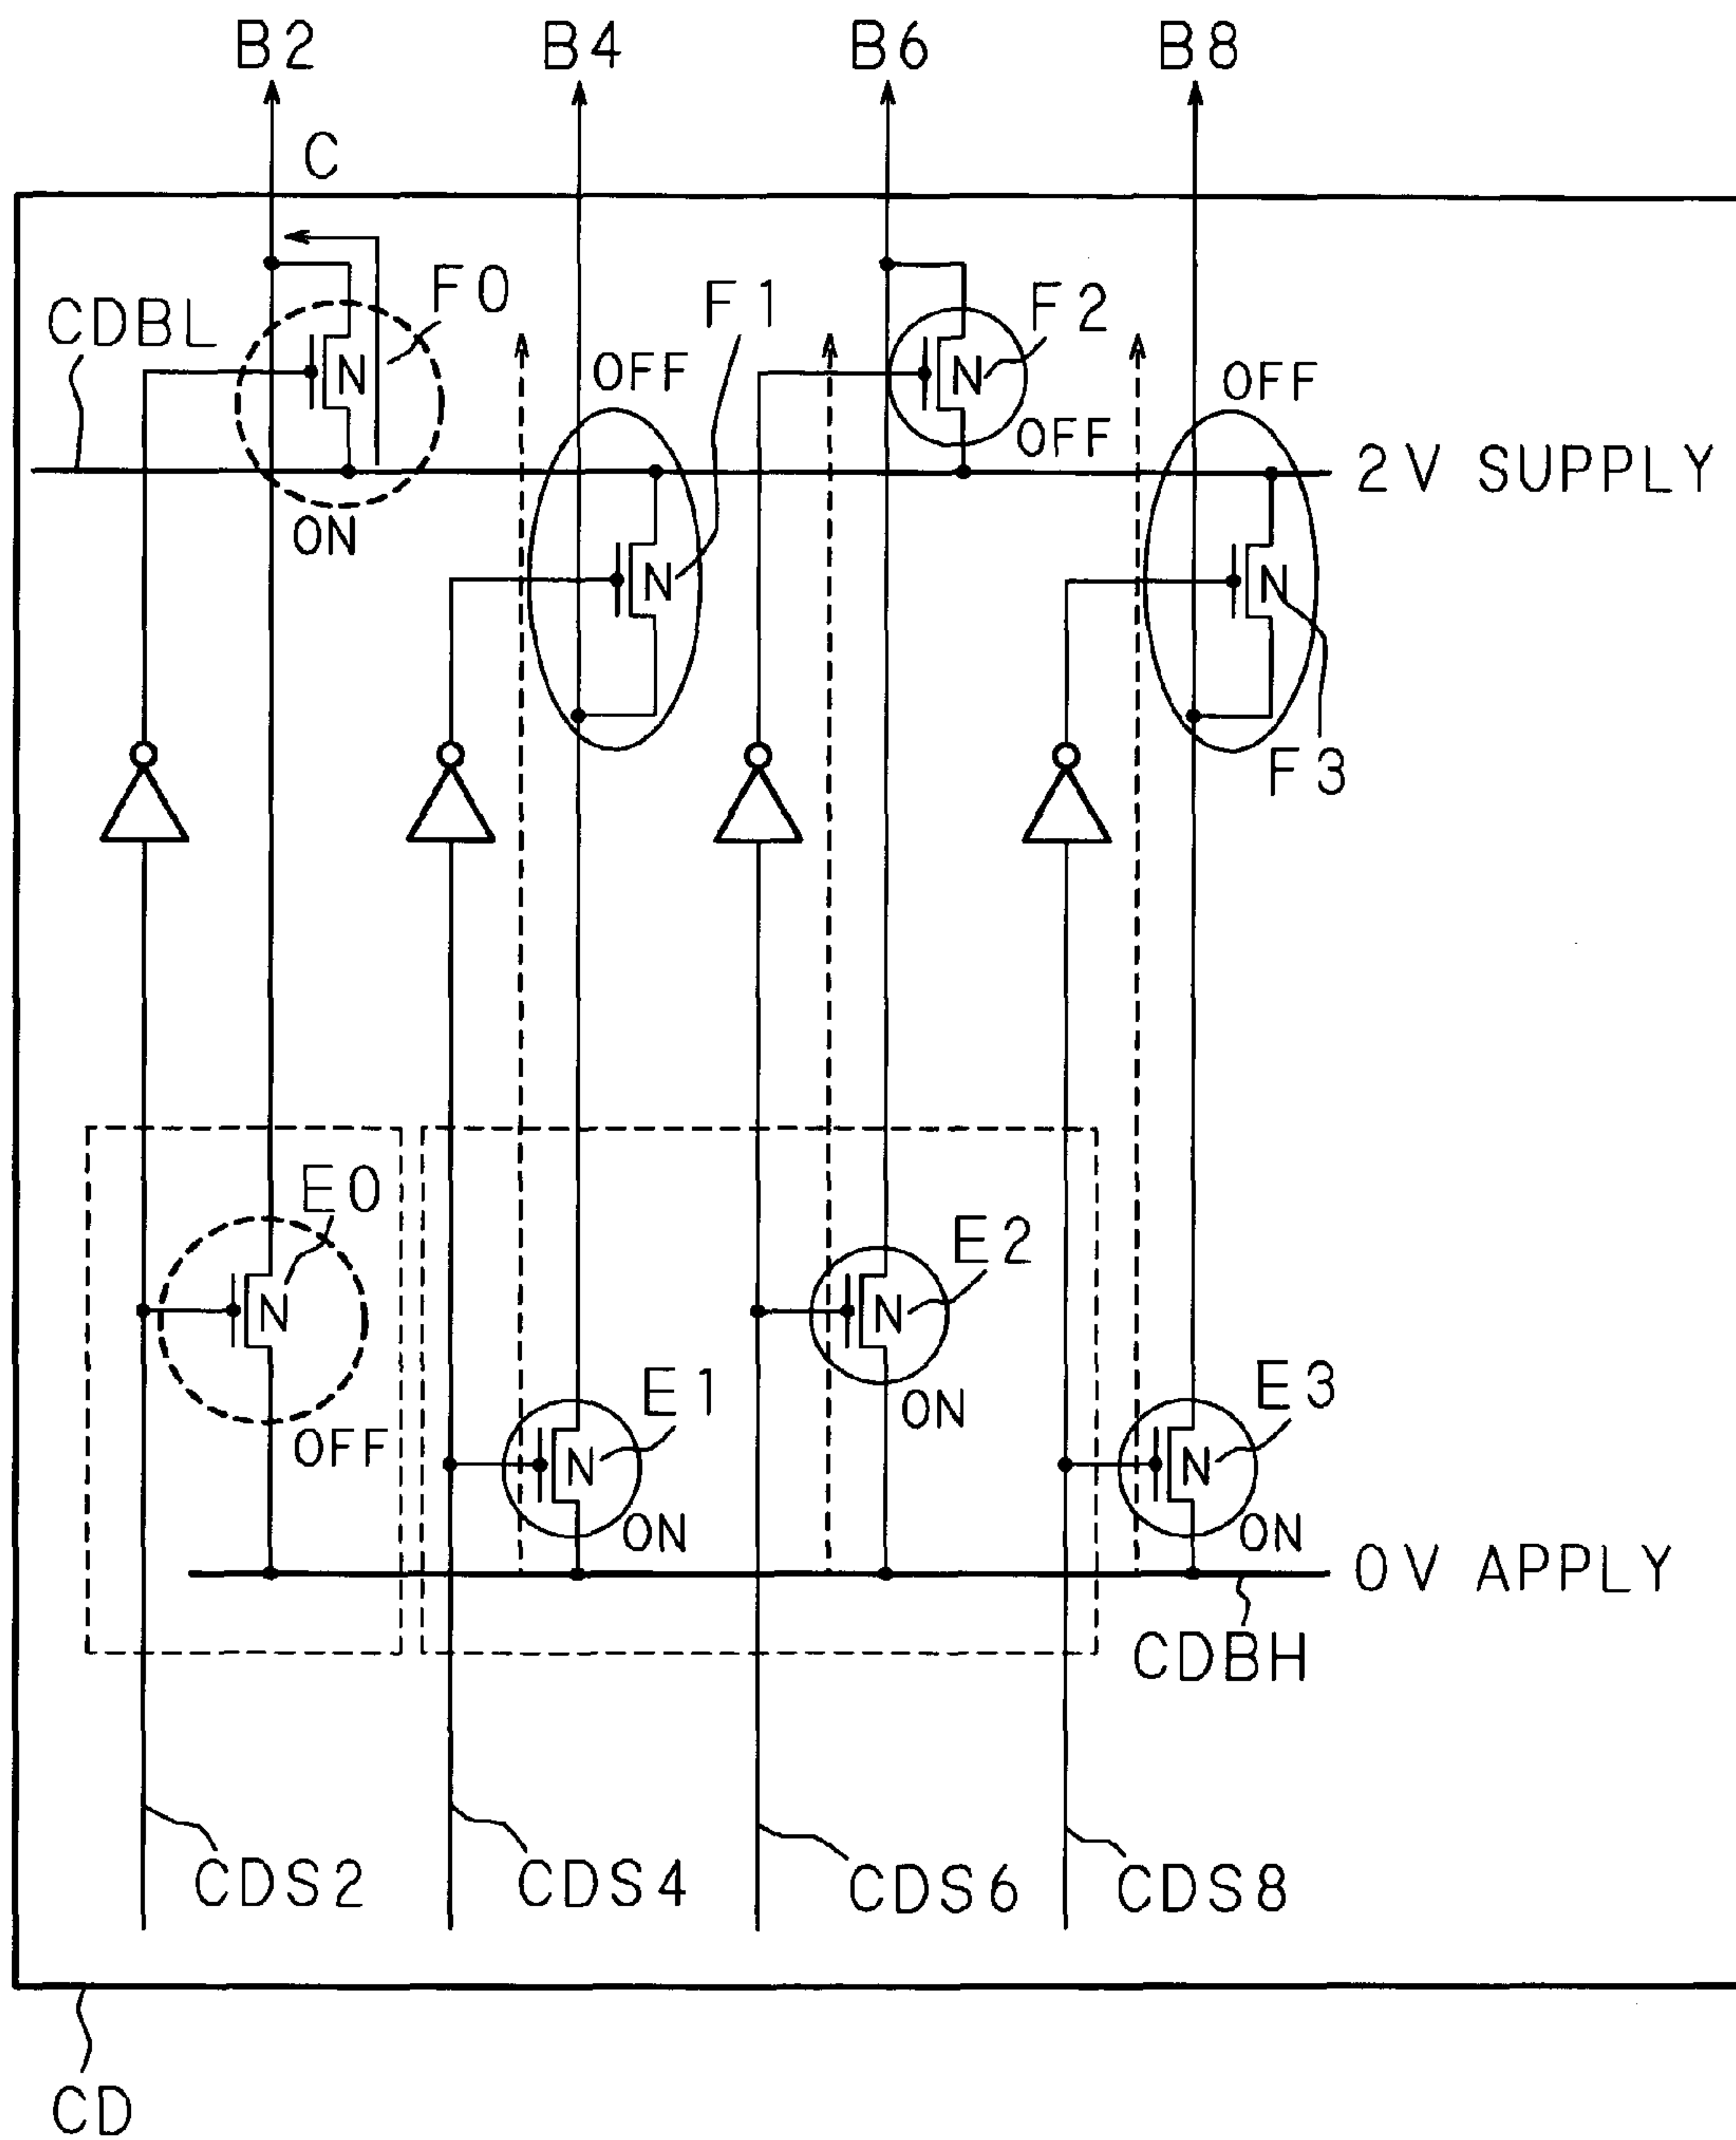 B2 B4 B6 B8
C
F0 F1 F2
CDBL
N OFF N OFF
OFF
2V SUPPLY
ON
N N
F3
E0
E2
N N
E1 E3
ON
OFF
N N
ON ON
0V APPLY
CDBH
CDS2 CDS4 CDS6 CDS8
CD